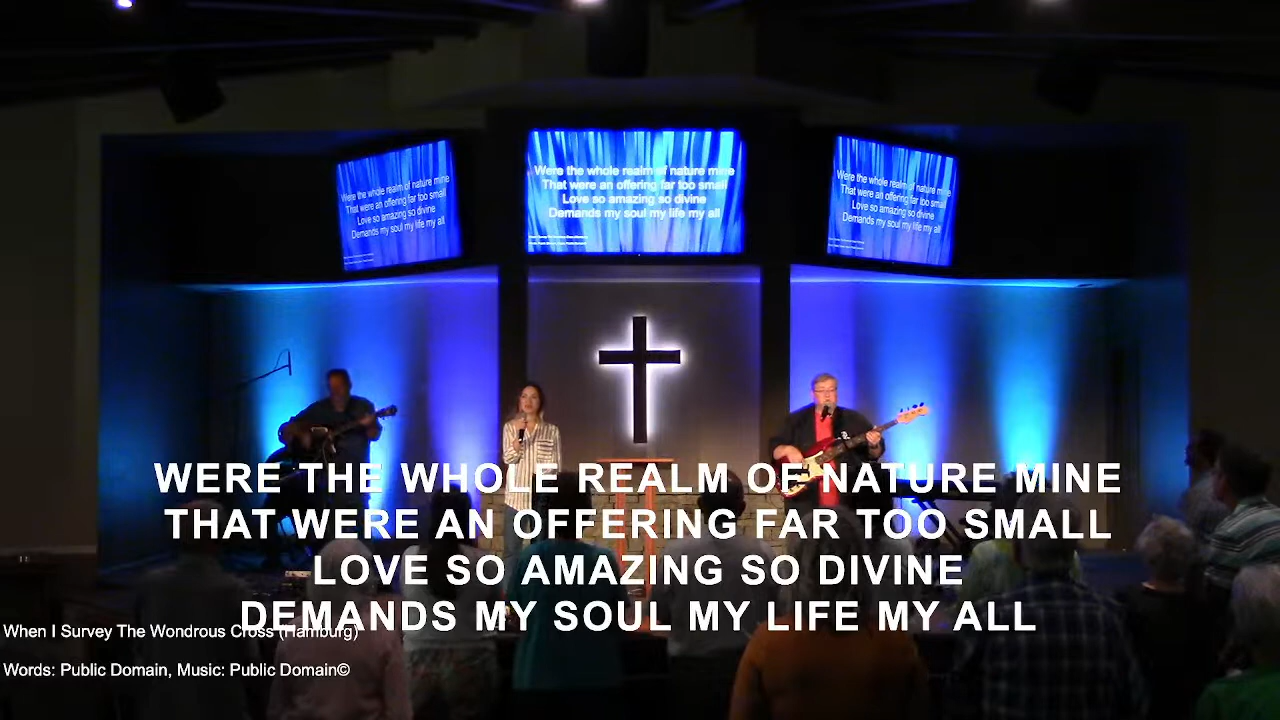 Were the whole realm of nature mine
That were an offering far too small
Love so amazing so divine
Demands my soul my life my all
Were the whole realm of nature mine
That were an offering far too small
Love so amazing so divine
Demands my soul my life my all
Were the whole realm of nature mine
That were an offering far too small
Love so amazing so divine
Demands my soul my life my all
WERE THE WHOLE REALM OF NATURE MINE
THAT WERE AN OFFERING FAR TOO SMALL
LOVE SO AMAZING SO DIVINE
DEMANDS MY SOUL MY LIFE MY ALL
When I Survey The Wondrous Cross (Hamburg)
Words: Public Domain, Music: Public Domain©